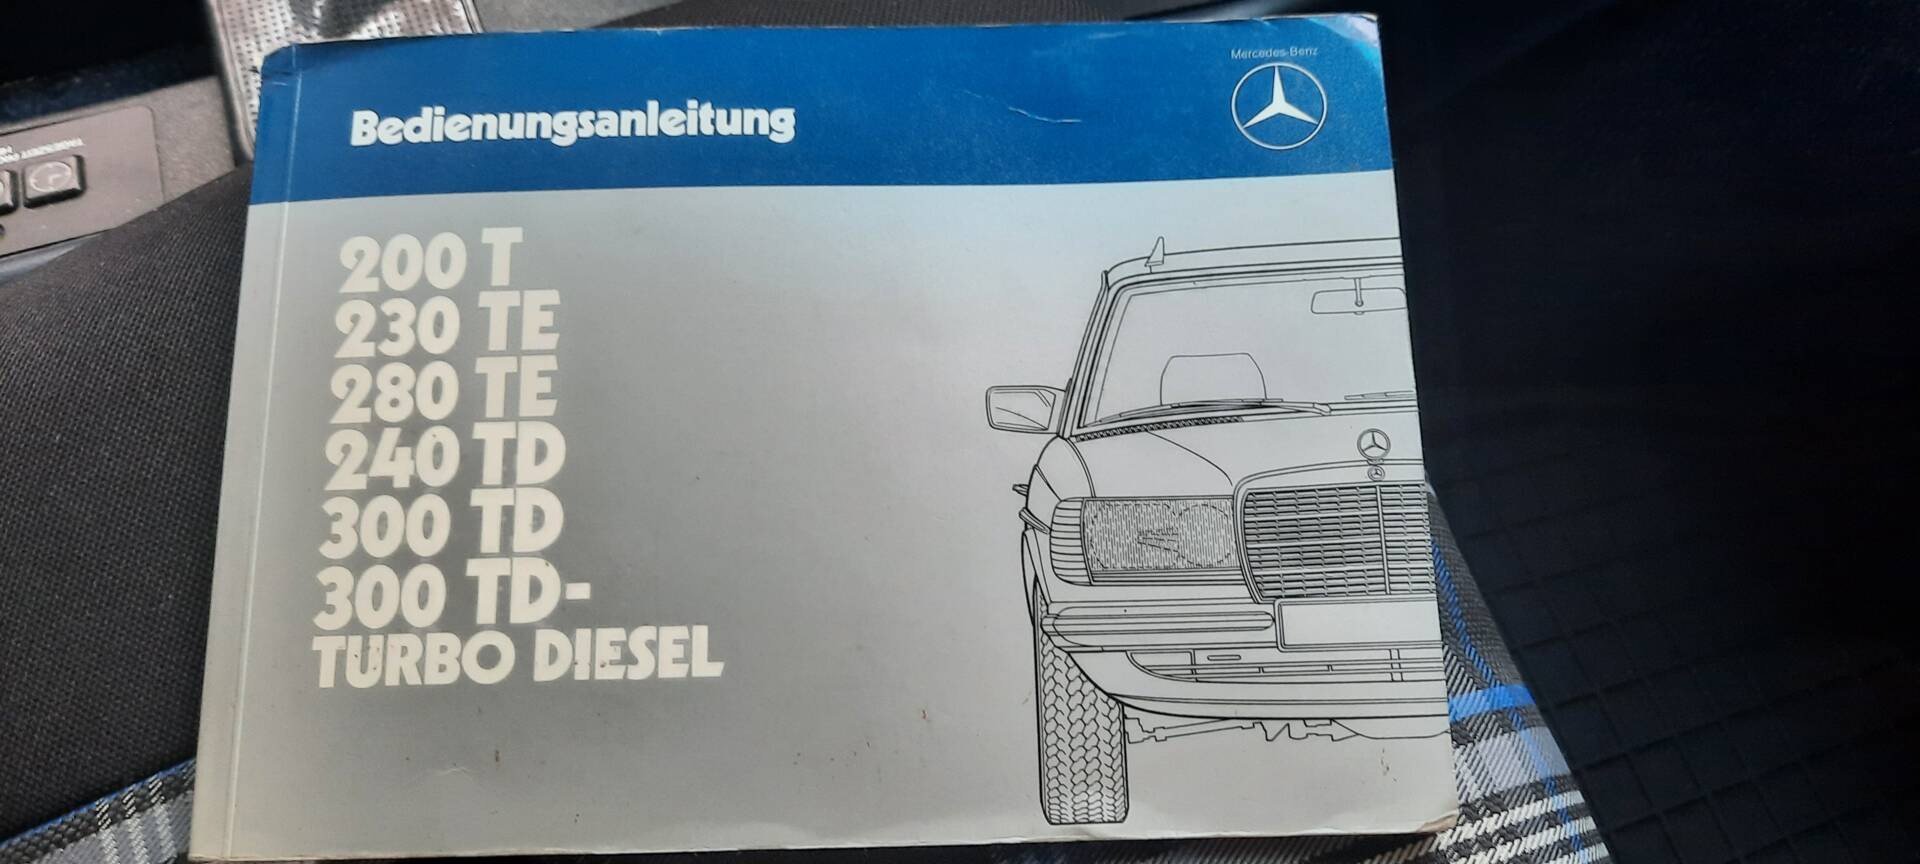 Mercedes-Benz
Bedienungsanleitung
200 T
230 TE
280 TE
240 TD
300 TD
300 TD-
TURBO DIESEL